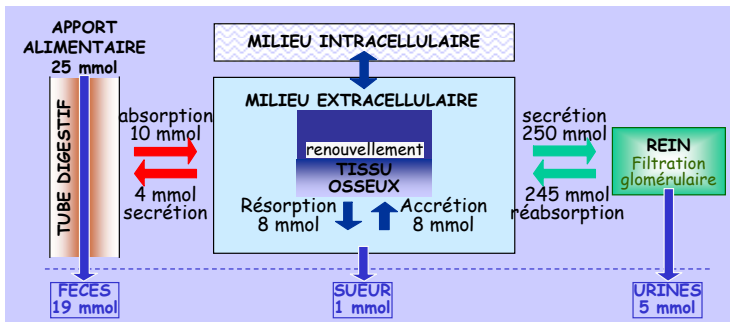 APPORT
ALIMENTAIRE
25 mmol
TUBE DIGESTIF
absorption
10 mmol
4 mmol
secrétion
MILIEU INTRACELLULAIRE
MILIEU EXTRACELLULAIRE
renouvellement
TISSU
OSSEUX
Résorption
8 mmol
Accrétion
8 mmol
secrétion
250 mmol
245 mmol
réabsorption
REIN
Filtration
glomérulaire
FECES
19 mmol
SUEUR
1 mmol
URINES
5 mmol